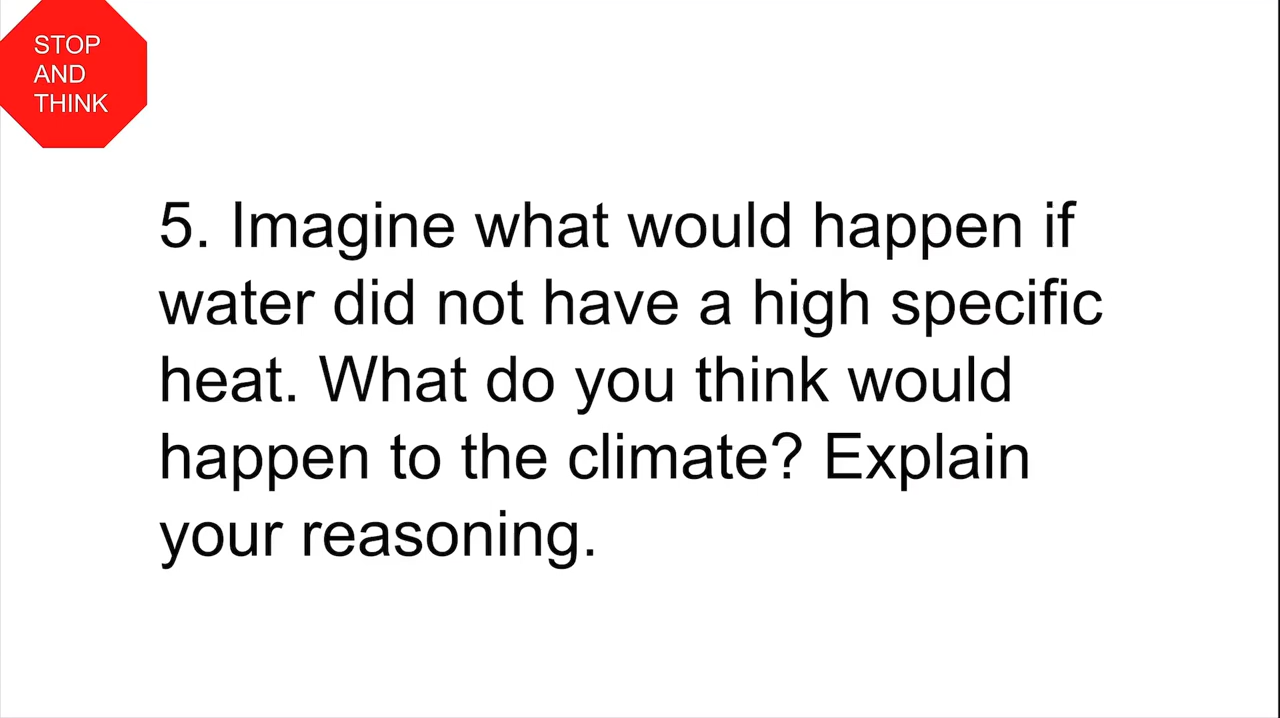 STOP
AND
THINK
5. Imagine what would happen if
water did not have a high specific
heat. What do you think would
happen to the climate? Explain
your reasoning.